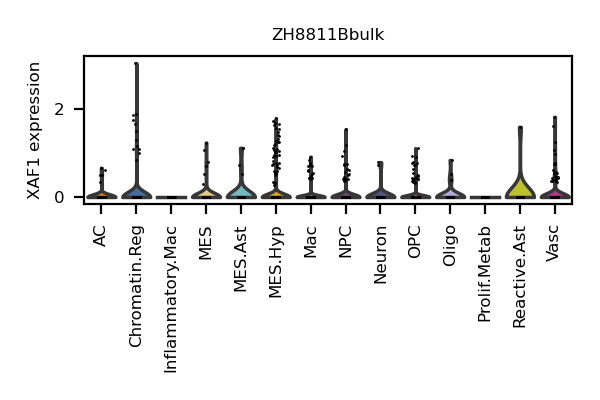 ZH8811Bbulk
XAF1 expression
2
0
AC
Chromatin.Reg
Inflammatory.Mac
MES
MES.Ast
MES.Hyp
Mac
NPC
Neuron
OPC
Oligo
Prolif.Metab
Reactive.Ast
Vasc